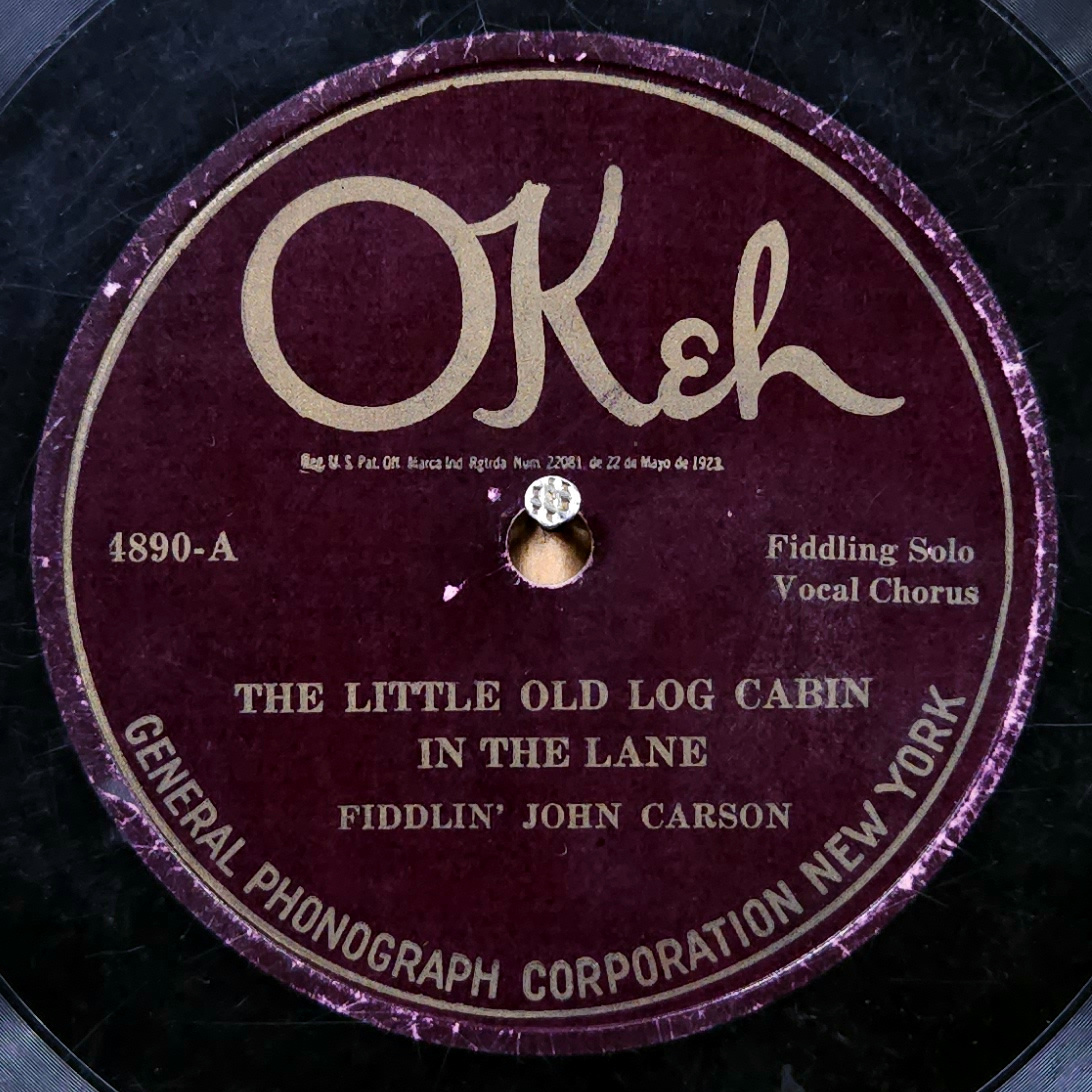 OKeh
Reg. U. S. Pat. Off. Marca Ind. Rgtrda. Num. 22081. de 22 de Mayo de 1923.
4890-A
Fiddling Solo
Vocal Chorus
THE LITTLE OLD LOG CABIN
IN THE LANE
FIDDLIN' JOHN CARSON
GENERAL PHONOGRAPH CORPORATION NEW YORK